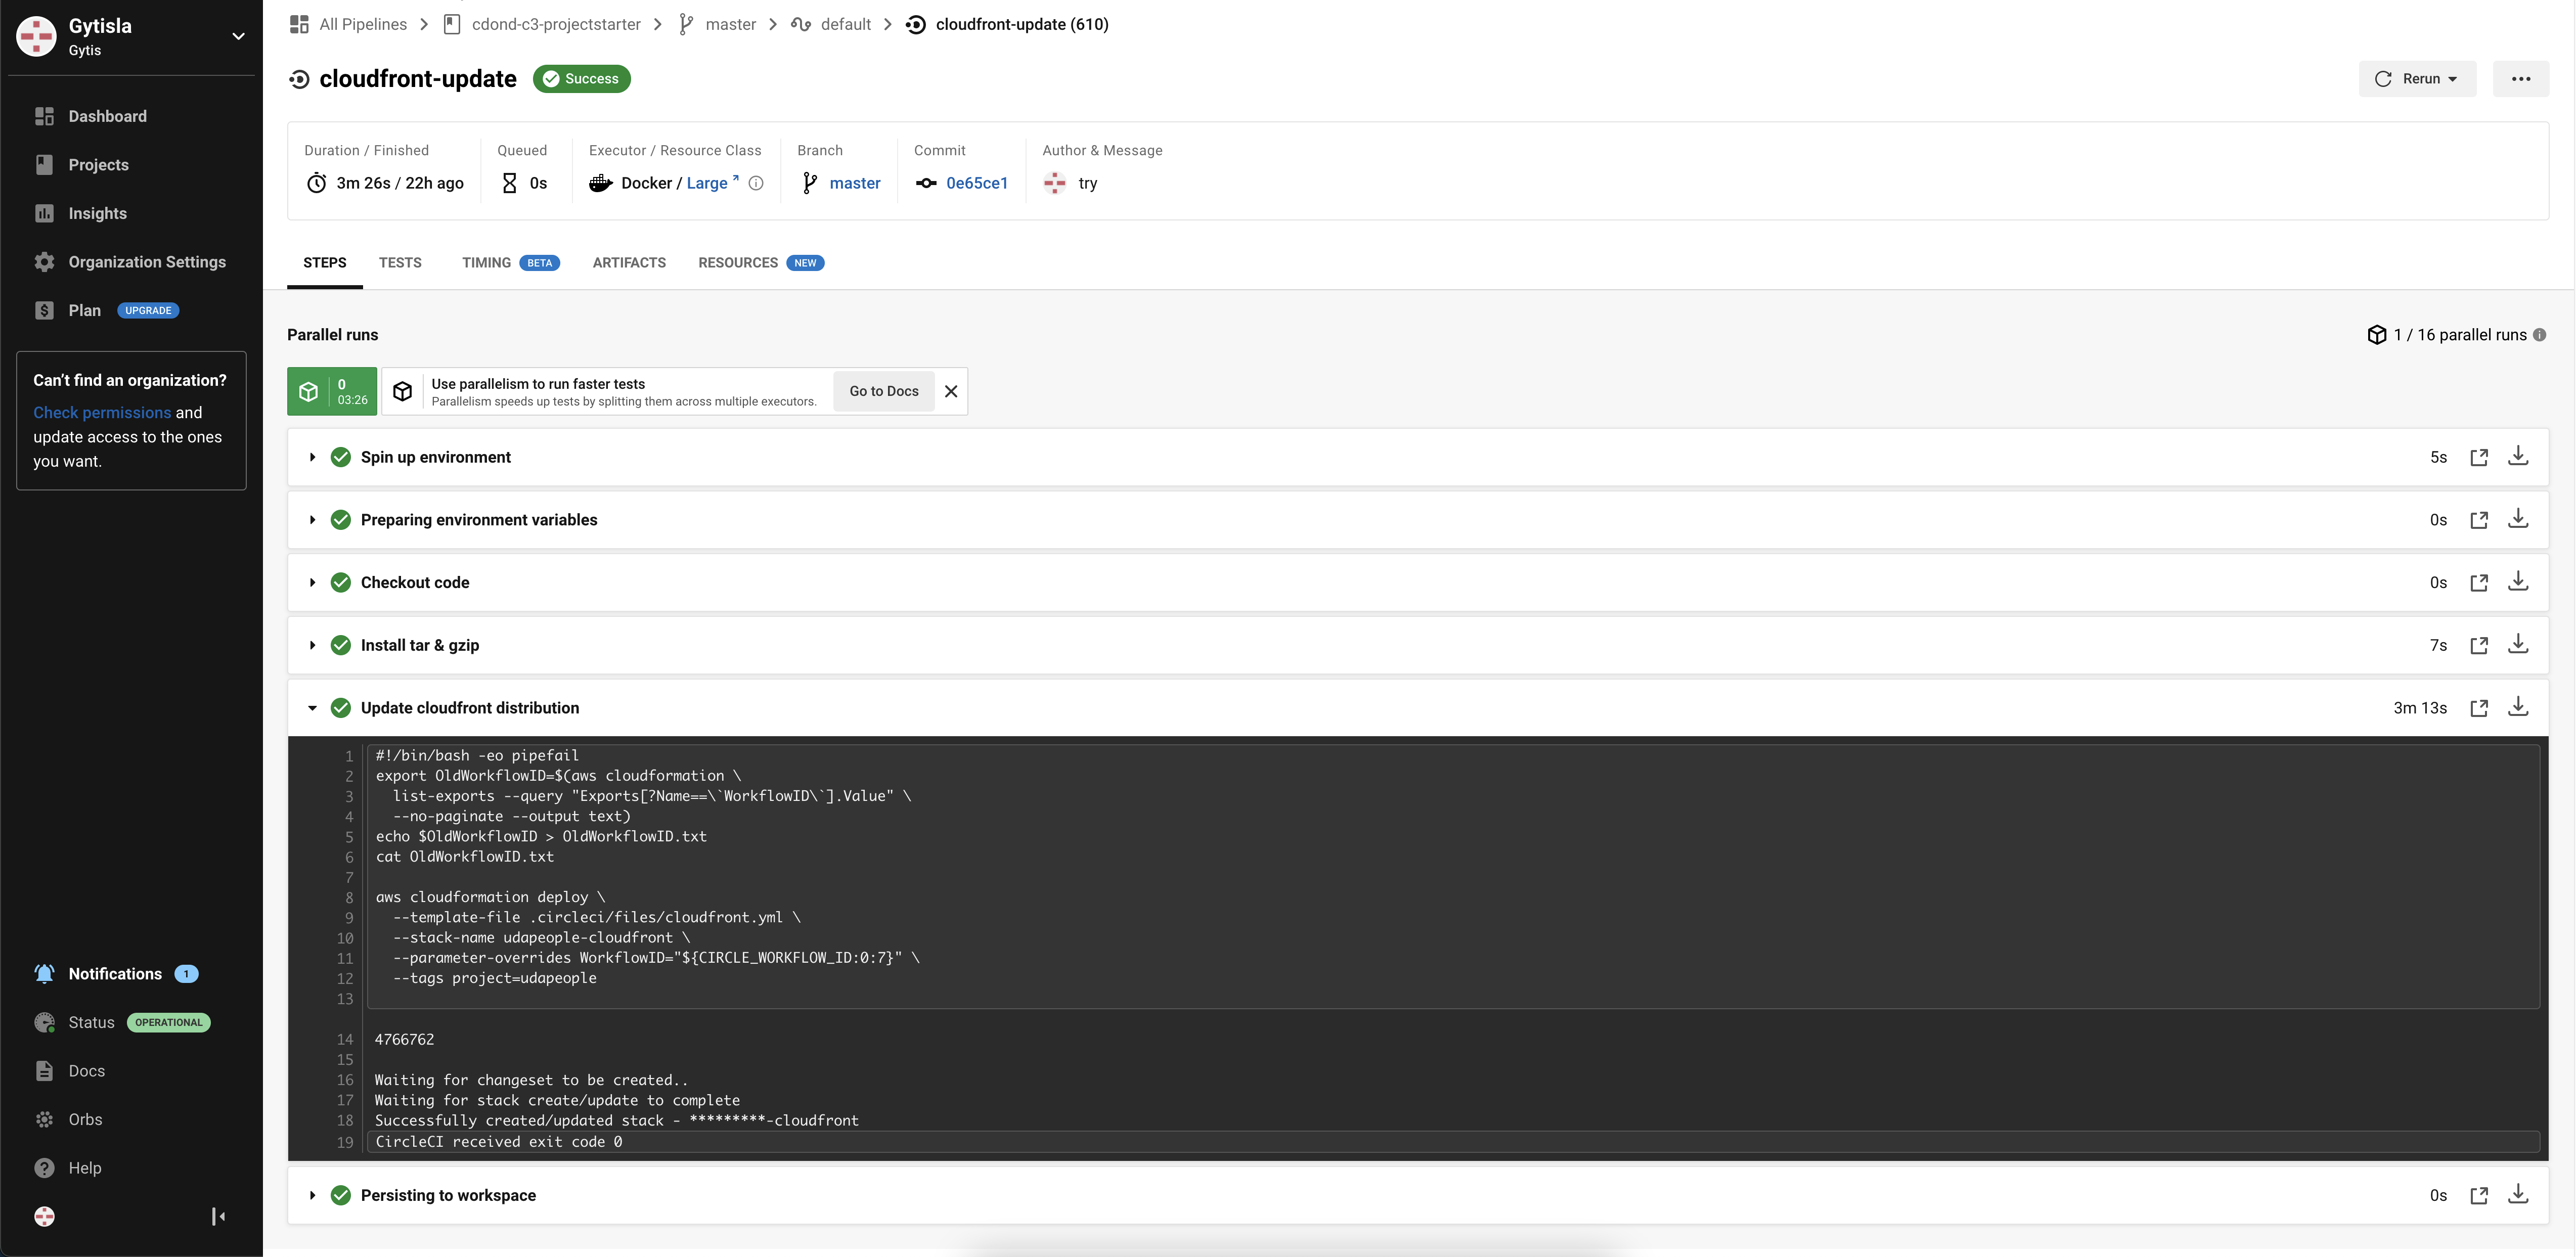 Gytisla
Gytis
Dashboard
Projects
Insights
Organization Settings
Plan UPGRADE
Can't find an organization?
Check permissions and
update access to the ones
you want.
Notifications 1
Status OPERATIONAL
Docs
Orbs
Help
All Pipelines cdond-c3-projectstarter master default cloudfront-update (610)
cloudfront-update Success
Rerun
Duration / Finished
3m 26s / 22h ago
Queued
0s
Executor / Resource Class
Docker / Large
Branch
master
Commit
0e65ce1
Author & Message
try
STEPS TESTS TIMING BETA ARTIFACTS RESOURCES NEW
Parallel runs
1 / 16 parallel runs
0
03:26
Use parallelism to run faster tests
Parallelism speeds up tests by splitting them across multiple executors.
Go to Docs
Spin up environment 5s
Preparing environment variables 0s
Checkout code 0s
Install tar & gzip 7s
Update cloudfront distribution 3m 13s
1 #!/bin/bash -eo pipefail
2 export OldWorkflowID=$(aws cloudformation \
3   list-exports --query "Exports[?Name==\`WorkflowID\`].Value" \
4   --no-paginate --output text)
5 echo $OldWorkflowID > OldWorkflowID.txt
6 cat OldWorkflowID.txt
7
8 aws cloudformation deploy \
9   --template-file .circleci/files/cloudfront.yml \
10   --stack-name udapeople-cloudfront \
11   --parameter-overrides WorkflowID="${CIRCLE_WORKFLOW_ID:0:7}" \
12   --tags project=udapeople
13
14 4766762
15
16 Waiting for changeset to be created..
17 Waiting for stack create/update to complete
18 Successfully created/updated stack - *********-cloudfront
19 CircleCI received exit code 0
Persisting to workspace 0s